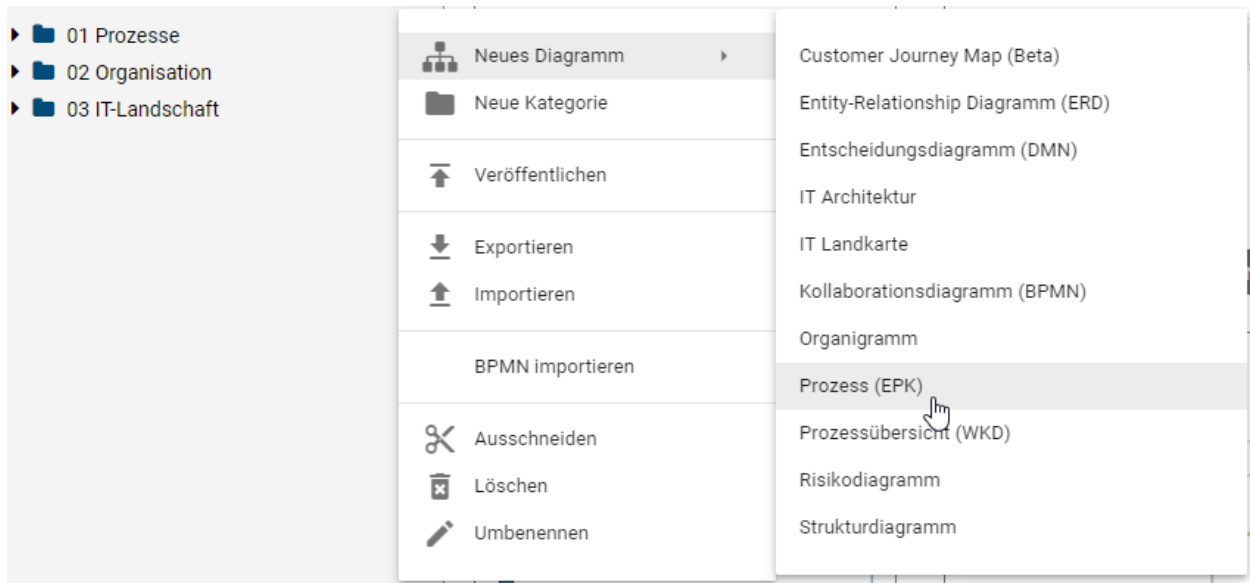 01 Prozesse
02 Organisation
03 IT-Landschaft
Neues Diagramm
Neue Kategorie
Veröffentlichen
Exportieren
Importieren
BPMN importieren
Ausschneiden
Löschen
Umbenennen
Customer Journey Map (Beta)
Entity-Relationship Diagramm (ERD)
Entscheidungsdiagramm (DMN)
IT Architektur
IT Landkarte
Kollaborationsdiagramm (BPMN)
Organigramm
Prozess (EPK)
Prozessübersicht (WKD)
Risikodiagramm
Strukturdiagramm